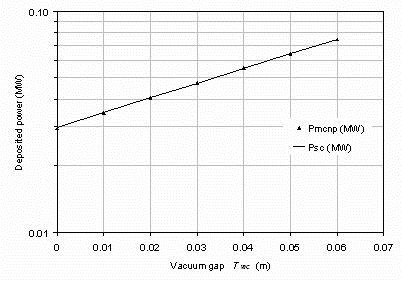 0.10
Deposited power (MW)
Pmcnp (MW)
Psc (MW)
0.01
0 0.01 0.02 0.03 0.04 0.05 0.06 0.07
Vacuum gap Tvac (m)